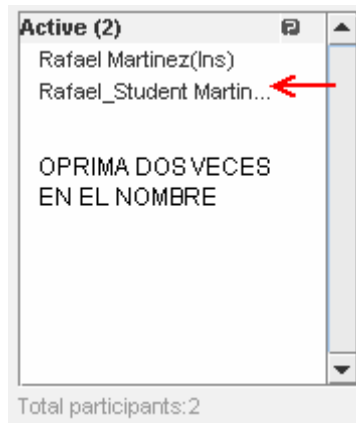 Active (2)
Rafael Martinez(Ins)
Rafael_Student Martin...
OPRIMA DOS VECES
EN EL NOMBRE
Total participants:2